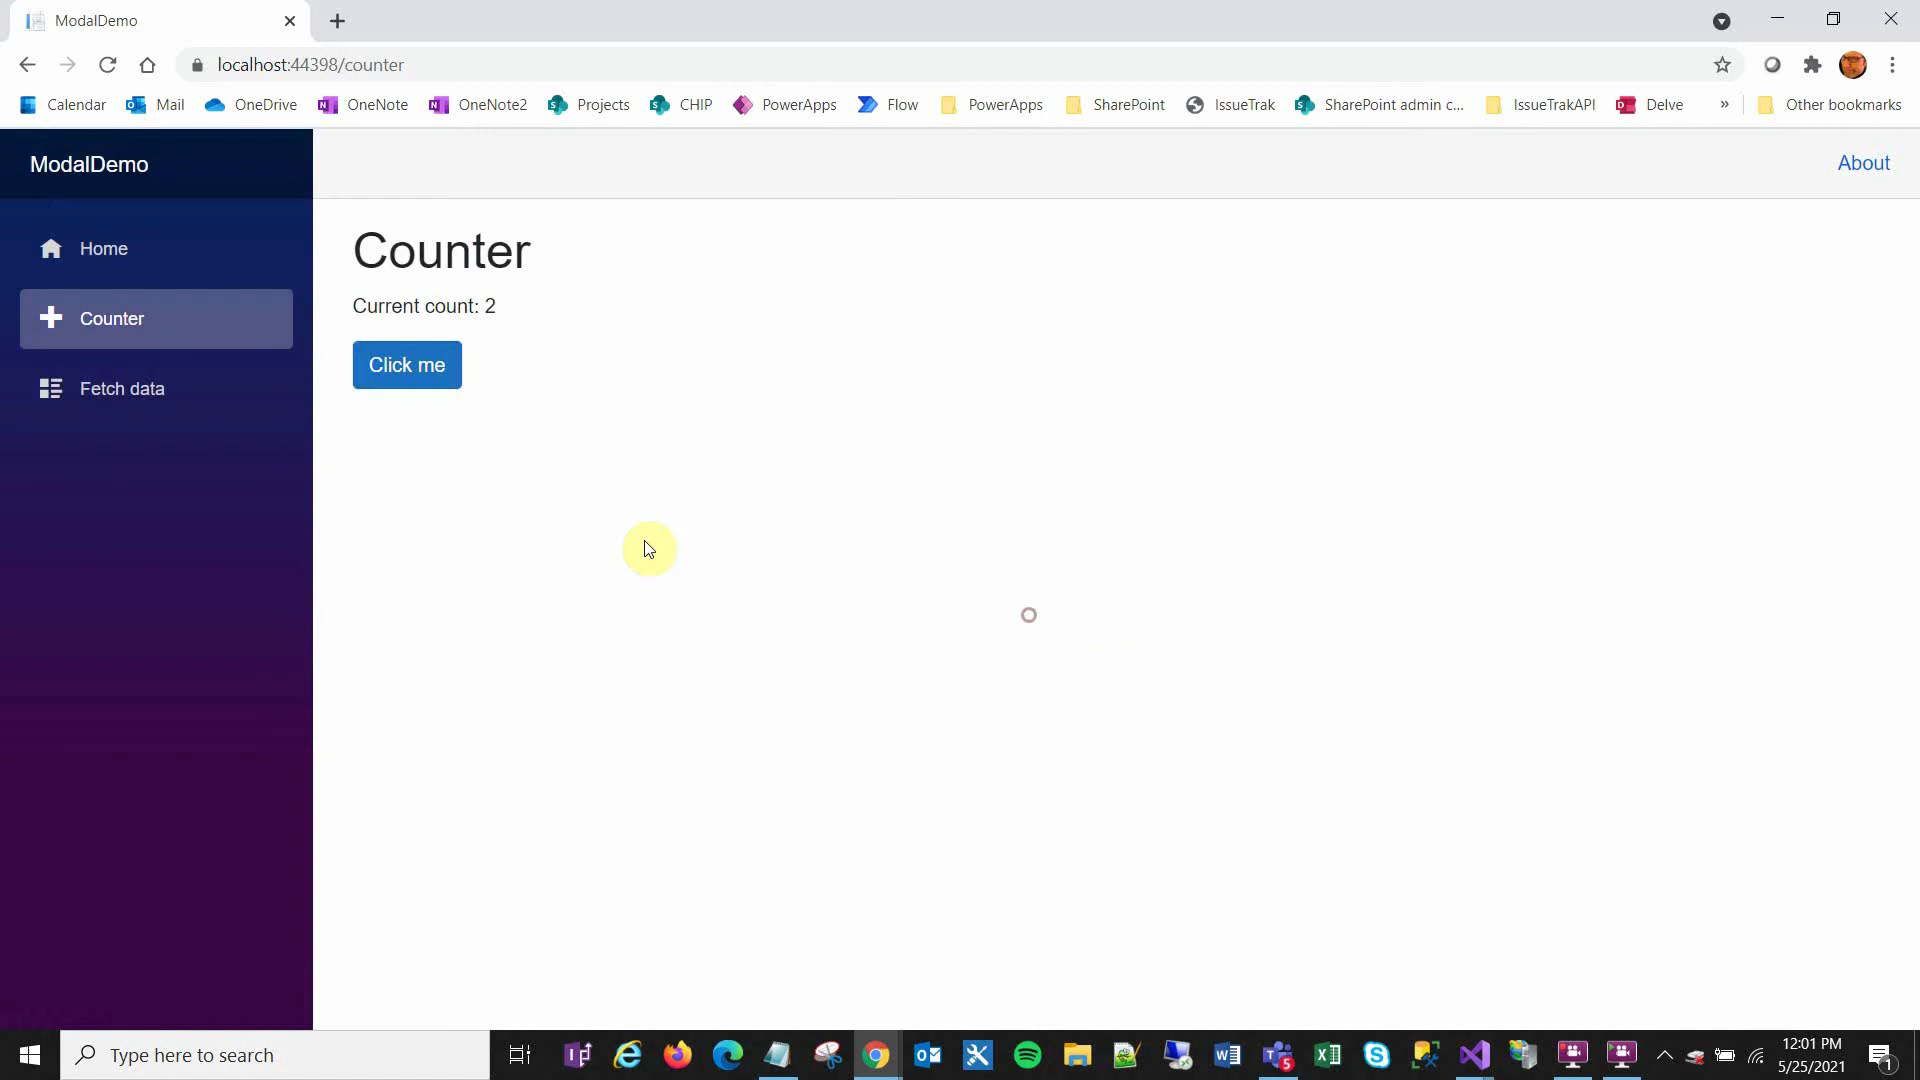 ModalDemo
localhost:44398/counter
Calendar Mail OneDrive OneNote OneNote2 Projects CHIP PowerApps Flow PowerApps SharePoint IssueTrak SharePoint admin c... IssueTrakAPI Delve » Other bookmarks
ModalDemo
About
Home
Counter
Fetch data
Counter
Current count: 2
Click me
Type here to search
5
12:01 PM
5/25/2021
1